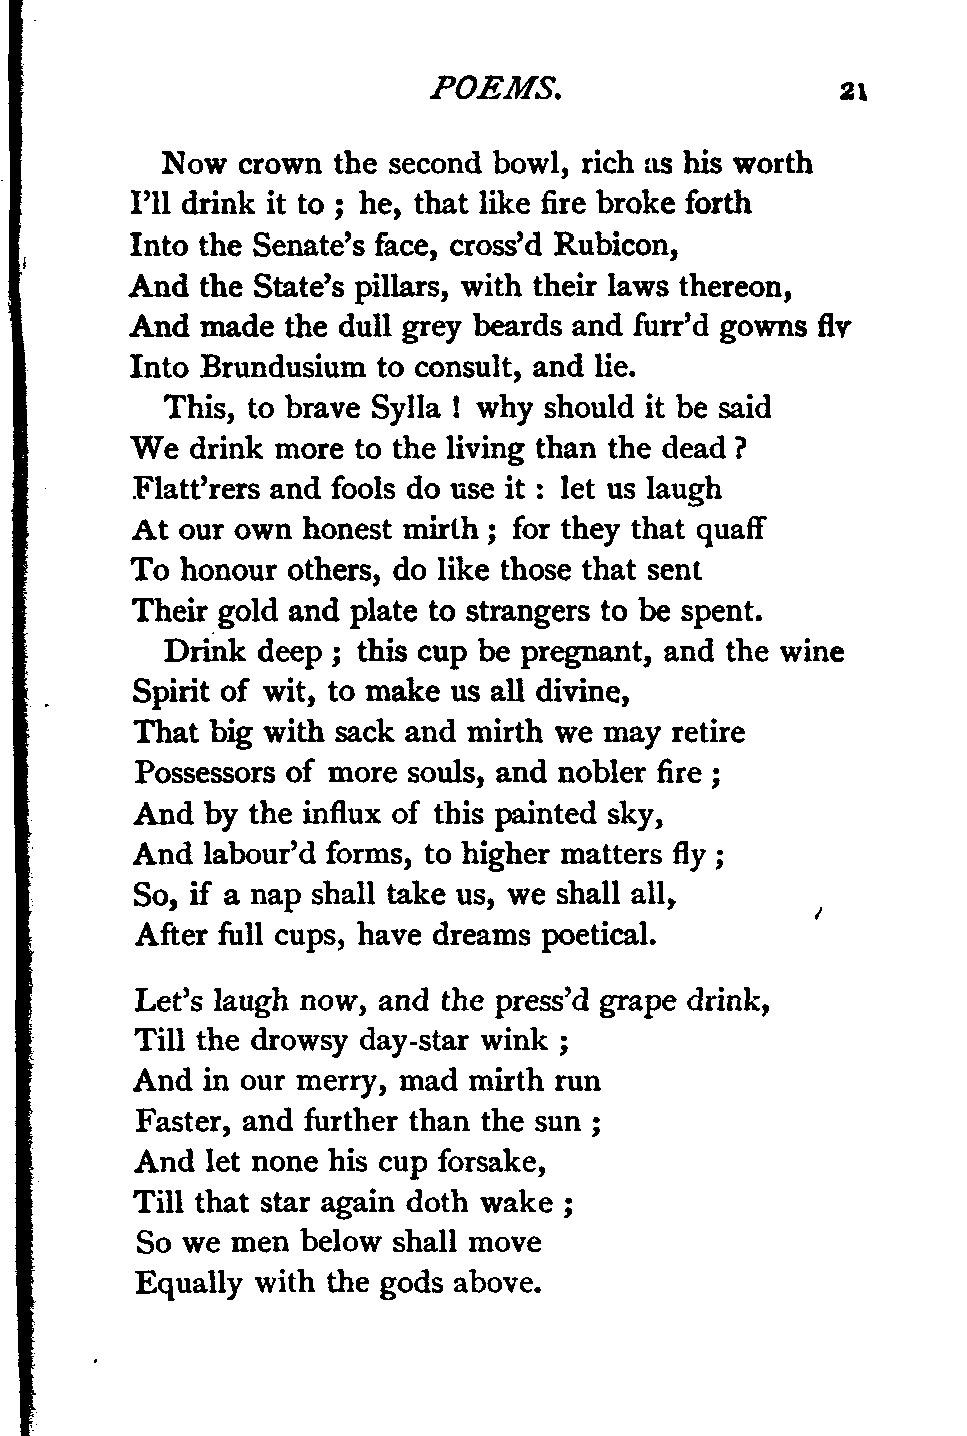 POEMS. 21
Now crown the second bowl, rich as his worth
I'll drink it to ; he, that like fire broke forth
Into the Senate's face, cross'd Rubicon,
And the State's pillars, with their laws thereon,
And made the dull grey beards and furr'd gowns fly
Into Brundusium to consult, and lie.
This, to brave Sylla ! why should it be said
We drink more to the living than the dead ?
Flatt'rers and fools do use it : let us laugh
At our own honest mirth ; for they that quaff
To honour others, do like those that sent
Their gold and plate to strangers to be spent.
Drink deep ; this cup be pregnant, and the wine
Spirit of wit, to make us all divine,
That big with sack and mirth we may retire
Possessors of more souls, and nobler fire ;
And by the influx of this painted sky,
And labour'd forms, to higher matters fly ;
So, if a nap shall take us, we shall all,
After full cups, have dreams poetical.
Let's laugh now, and the press'd grape drink,
Till the drowsy day-star wink ;
And in our merry, mad mirth run
Faster, and further than the sun ;
And let none his cup forsake,
Till that star again doth wake ;
So we men below shall move
Equally with the gods above.